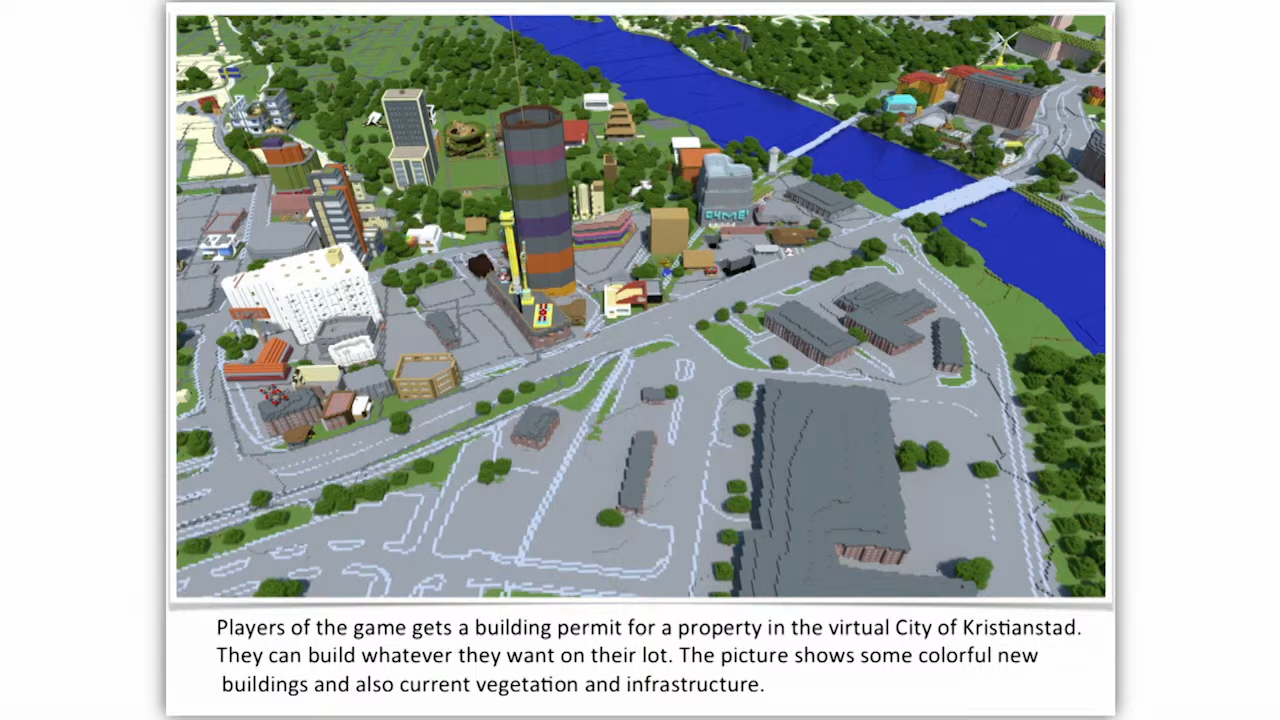 GYME!
Players of the game gets a building permit for a property in the virtual City of Kristianstad.
They can build whatever they want on their lot. The picture shows some colorful new
buildings and also current vegetation and infrastructure.